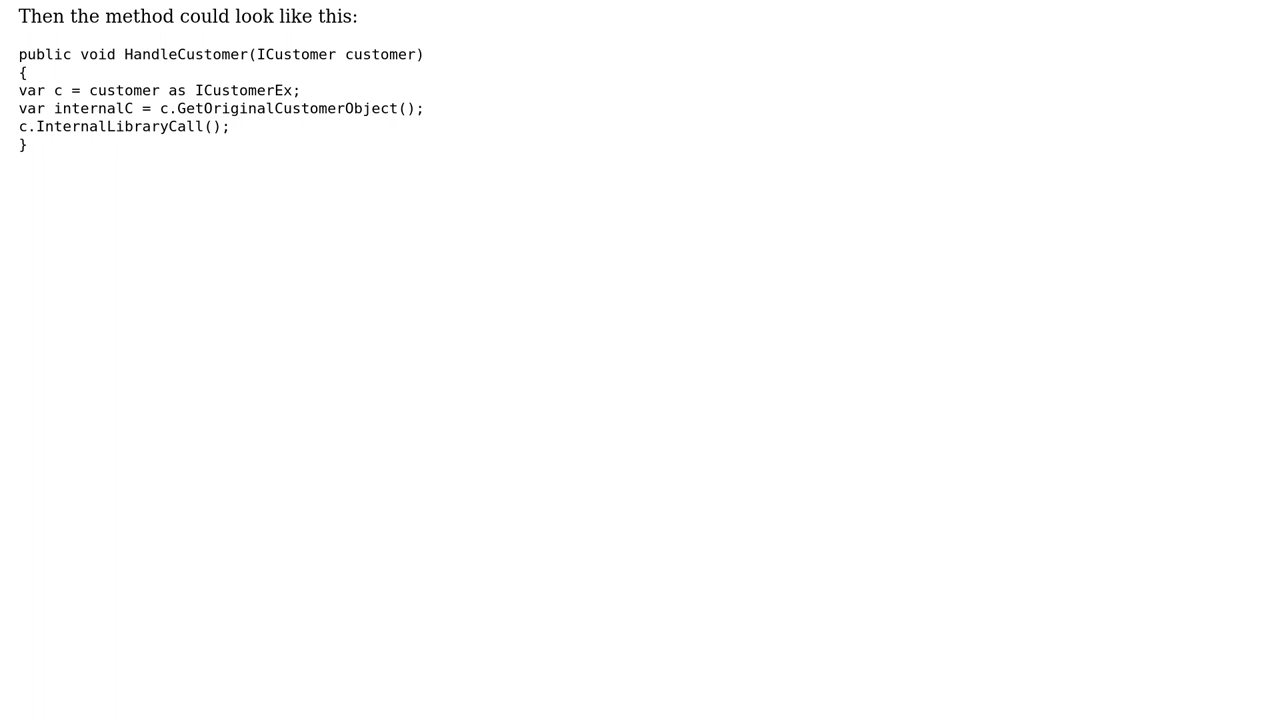 Then the method could look like this:
public void HandleCustomer(ICustomer customer)
{
var c = customer as ICustomerEx;
var internalC = c.GetOriginalCustomerObject();
c.InternalLibraryCall();
}